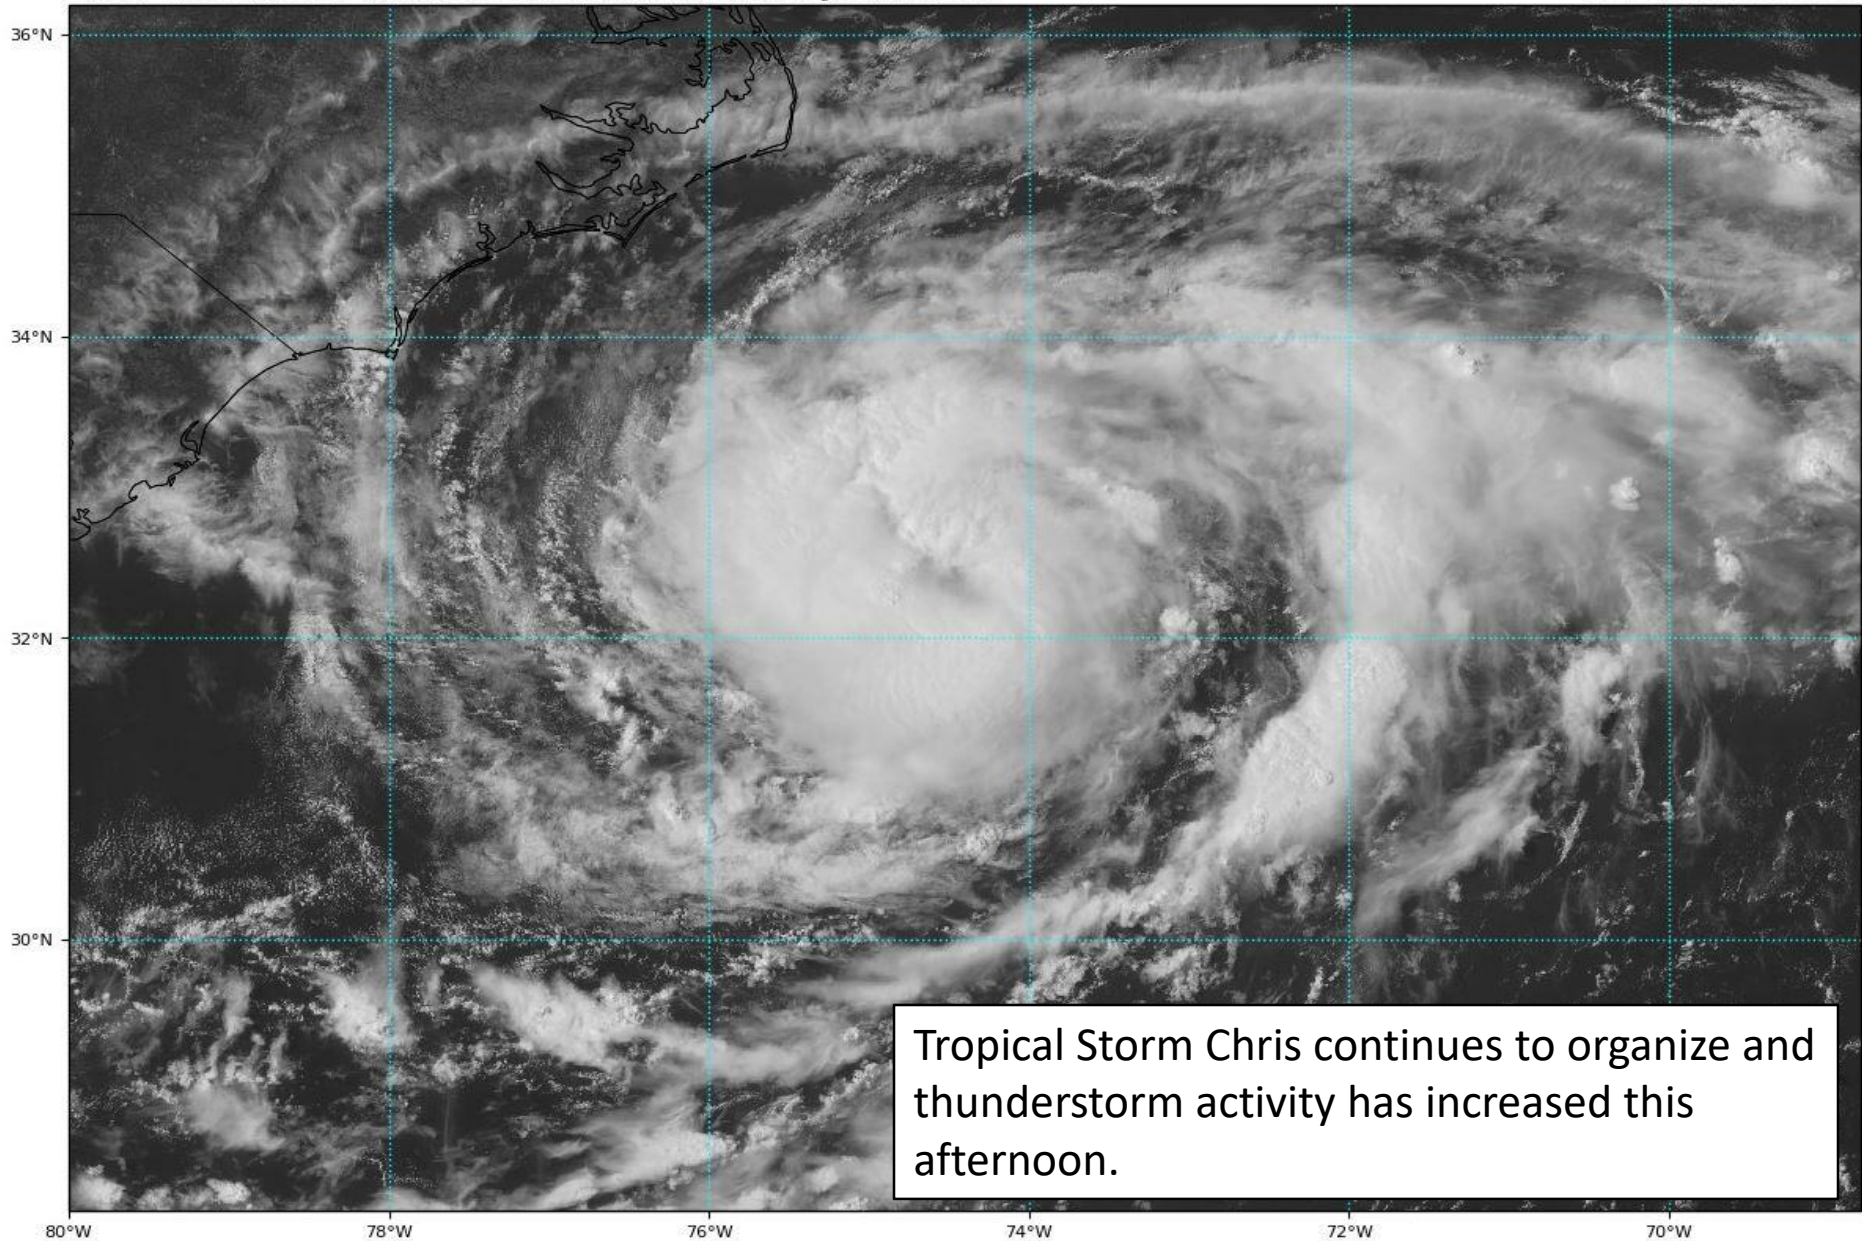 36°N
34°N
32°N
30°N
Tropical Storm Chris continues to organize and
thunderstorm activity has increased this
afternoon.
80°W 78°W 76°W 74°W 72°W 70°W